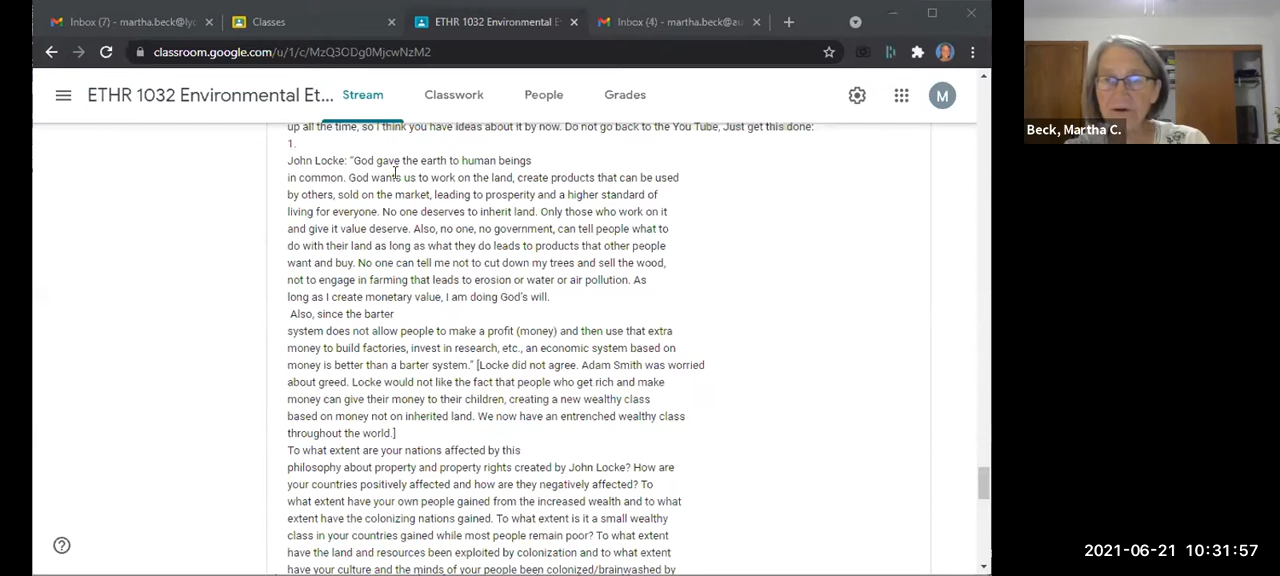 Inbox (7) - martha.beck@lyo
Classes
ETHR 1032 Environmental E
Inbox (4) - martha.beck@au
classroom.google.com/u/1/c/MzQ3ODg0MjcwNzM2
ETHR 1032 Environmental Et...
Stream
Classwork
People
Grades
M
up all the time, so I think you have ideas about it by now. Do not go back to the You Tube, Just get this done:
1.
John Locke: “God gave the earth to human beings
in common. God wants us to work on the land, create products that can be used
by others, sold on the market, leading to prosperity and a higher standard of
living for everyone. No one deserves to inherit land. Only those who work on it
and give it value deserve. Also, no one, no government, can tell people what to
do with their land as long as what they do leads to products that other people
want and buy. No one can tell me not to cut down my trees and sell the wood,
not to engage in farming that leads to erosion or water or air pollution. As
long as I create monetary value, I am doing God's will.
Also, since the barter
system does not allow people to make a profit (money) and then use that extra
money to build factories, invest in research, etc., an economic system based on
money is better than a barter system.” [Locke did not agree. Adam Smith was worried
about greed. Locke would not like the fact that people who get rich and make
money can give their money to their children, creating a new wealthy class
based on money not on inherited land. We now have an entrenched wealthy class
throughout the world.]
To what extent are your nations affected by this
philosophy about property and property rights created by John Locke? How are
your countries positively affected and how are they negatively affected? To
what extent have your own people gained from the increased wealth and to what
extent have the colonizing nations gained. To what extent is it a small wealthy
class in your countries gained while most people remain poor? To what extent
have the land and resources been exploited by colonization and to what extent
have your culture and the minds of your people been colonized/brainwashed by
Beck, Martha C.
2021-06-21 10:31:57